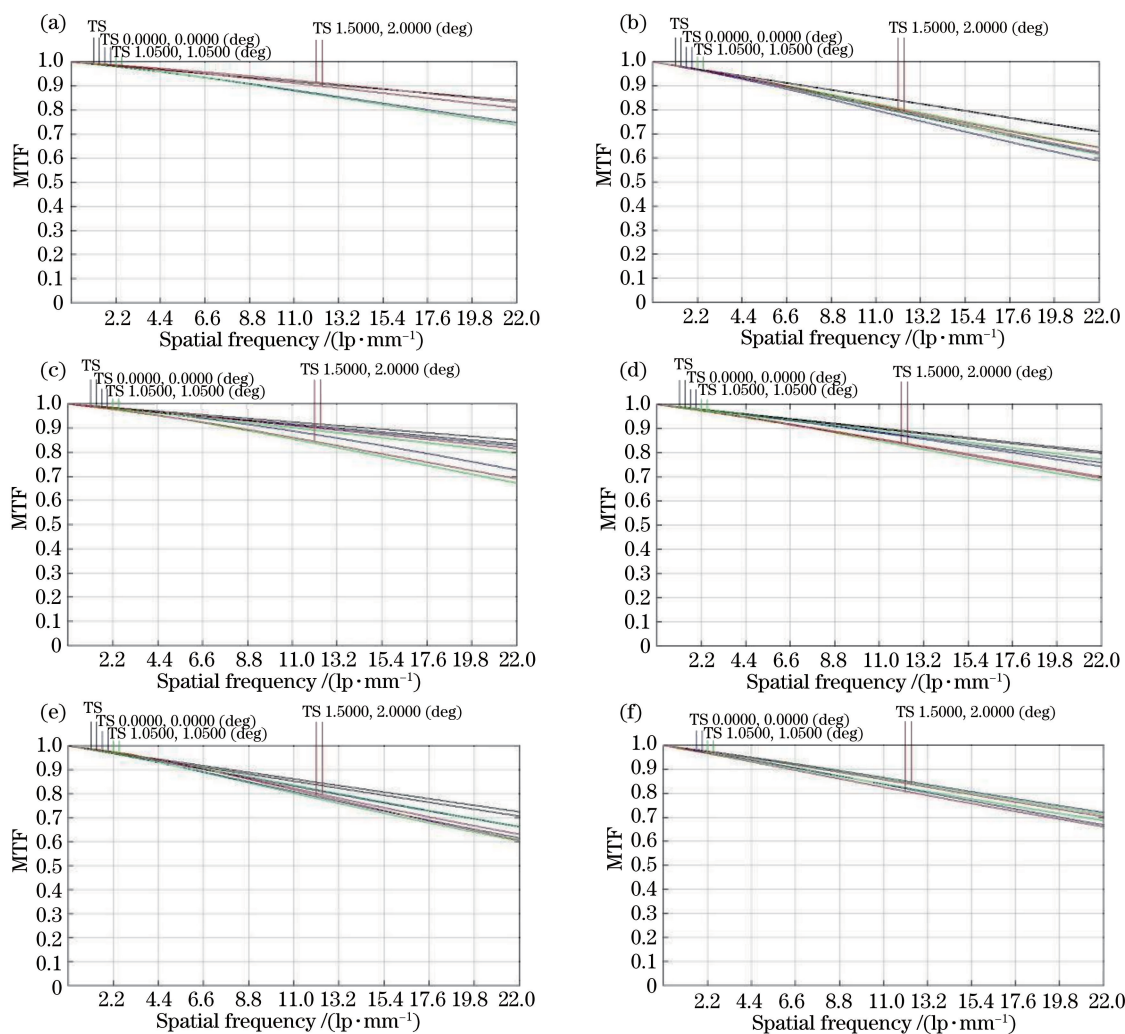 (a)
TS
TS 0.0000, 0.0000 (deg)
TS 1.0500, 1.0500 (deg)
TS 1.5000, 2.0000 (deg)
1.0
0.9
0.8
0.7
0.6
0.5
0.4
0.3
0.2
0.1
0
MTF
2.2 4.4 6.6 8.8 11.0 13.2 15.4 17.6 19.8 22.0
Spatial frequency /(lp·mm⁻¹)
(b)
TS
TS 0.0000, 0.0000 (deg)
TS 1.0500, 1.0500 (deg)
TS 1.5000, 2.0000 (deg)
1.0
0.9
0.8
0.7
0.6
0.5
0.4
0.3
0.2
0.1
0
MTF
2.2 4.4 6.6 8.8 11.0 13.2 15.4 17.6 19.8 22.0
Spatial frequency /(lp·mm⁻¹)
(c)
TS
TS 0.0000, 0.0000 (deg)
TS 1.0500, 1.0500 (deg)
TS 1.5000, 2.0000 (deg)
1.0
0.9
0.8
0.7
0.6
0.5
0.4
0.3
0.2
0.1
0
MTF
2.2 4.4 6.6 8.8 11.0 13.2 15.4 17.6 19.8 22.0
Spatial frequency /(lp·mm⁻¹)
(d)
TS
TS 0.0000, 0.0000 (deg)
TS 1.0500, 1.0500 (deg)
TS 1.5000, 2.0000 (deg)
1.0
0.9
0.8
0.7
0.6
0.5
0.4
0.3
0.2
0.1
0
MTF
2.2 4.4 6.6 8.8 11.0 13.2 15.4 17.6 19.8 22.0
Spatial frequency /(lp·mm⁻¹)
(e)
TS
TS 0.0000, 0.0000 (deg)
TS 1.0500, 1.0500 (deg)
TS 1.5000, 2.0000 (deg)
1.0
0.9
0.8
0.7
0.6
0.5
0.4
0.3
0.2
0.1
0
MTF
2.2 4.4 6.6 8.8 11.0 13.2 15.4 17.6 19.8 22.0
Spatial frequency /(lp·mm⁻¹)
(f)
TS 0.0000, 0.0000 (deg)
TS 1.0500, 1.0500 (deg)
TS 1.5000, 2.0000 (deg)
1.0
0.9
0.8
0.7
0.6
0.5
0.4
0.3
0.2
0.1
0
MTF
2.2 4.4 6.6 8.8 11.0 13.2 15.4 17.6 19.8 22.0
Spatial frequency /(lp·mm⁻¹)